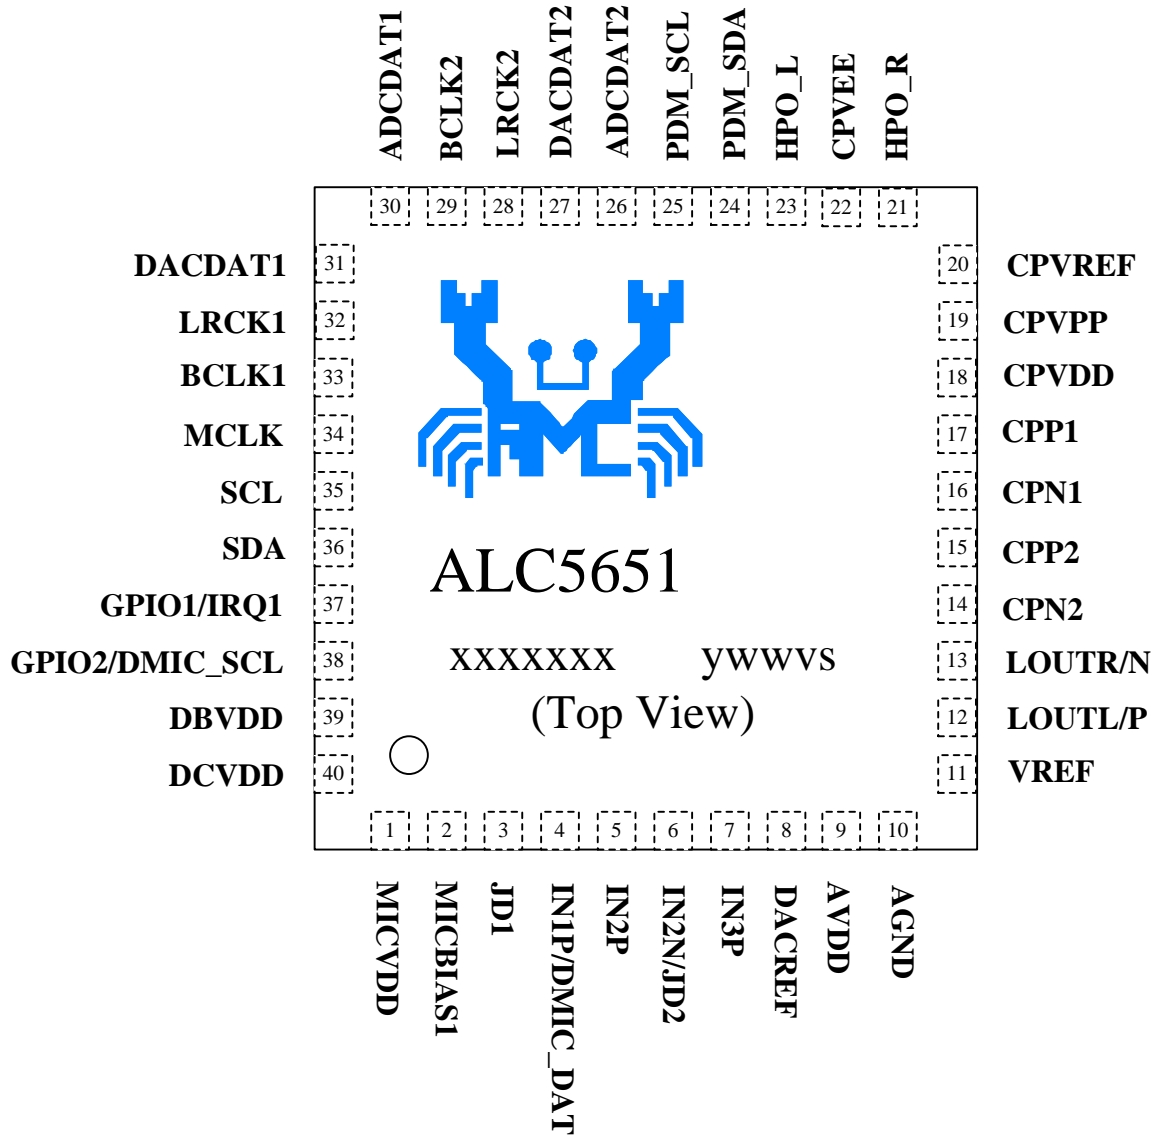 ADCDAT1
BCLK2
LRCK2
DACDAT2
ADCDAT2
PDM_SCL
PDM_SDA
HPO_L
CPVEE
HPO_R
30 29 28 27 26 25 24 23 22 21
DACDAT1 31
LRCK1 32
BCLK1 33
MCLK 34
SCL 35
SDA 36
GPIO1/IRQ1 37
GPIO2/DMIC_SCL 38
DBVDD 39
DCVDD 40
20 CPVREF
19 CPVPP
18 CPVDD
17 CPP1
16 CPN1
15 CPP2
14 CPN2
13 LOUTR/N
12 LOUTL/P
11 VREF
ALC5651
xxxxxxx ywwvs
(Top View)
1 2 3 4 5 6 7 8 9 10
MICVDD
MICBIAS1
JD1
IN1P/DMIC_DAT
IN2P
IN2N/JD2
IN3P
DACREF
AVDD
AGND